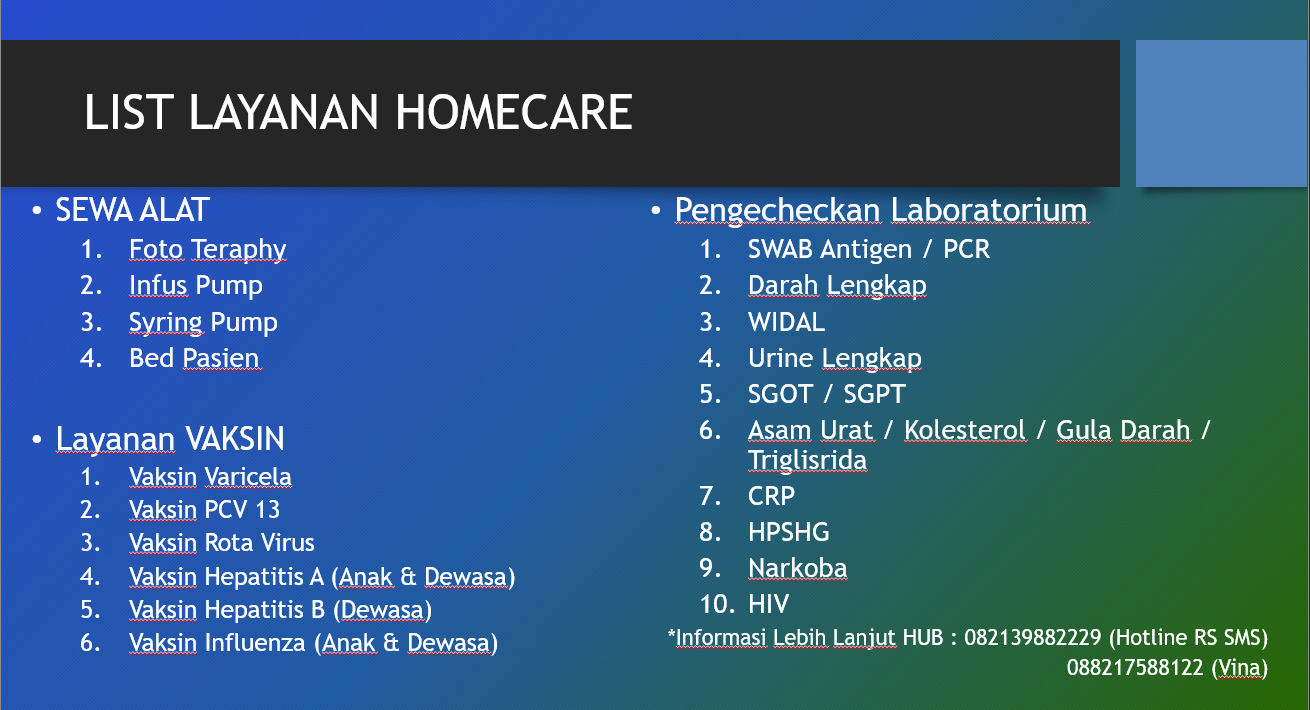 LIST LAYANAN HOMECARE
• SEWA ALAT
1. Foto Teraphy
2. Infus Pump
3. Syring Pump
4. Bed Pasien
• Layanan VAKSIN
1. Vaksin Varicela
2. Vaksin PCV 13
3. Vaksin Rota Virus
4. Vaksin Hepatitis A (Anak & Dewasa)
5. Vaksin Hepatitis B (Dewasa)
6. Vaksin Influenza (Anak & Dewasa)
• Pengecheckan Laboratorium
1. SWAB Antigen / PCR
2. Darah Lengkap
3. WIDAL
4. Urine Lengkap
5. SGOT / SGPT
6. Asam Urat / Kolesterol / Gula Darah /
Triglisrida
7. CRP
8. HPSHG
9. Narkoba
10. HIV
*Informasi Lebih Lanjut HUB : 082139882229 (Hotline RS SMS)
088217588122 (Vina)